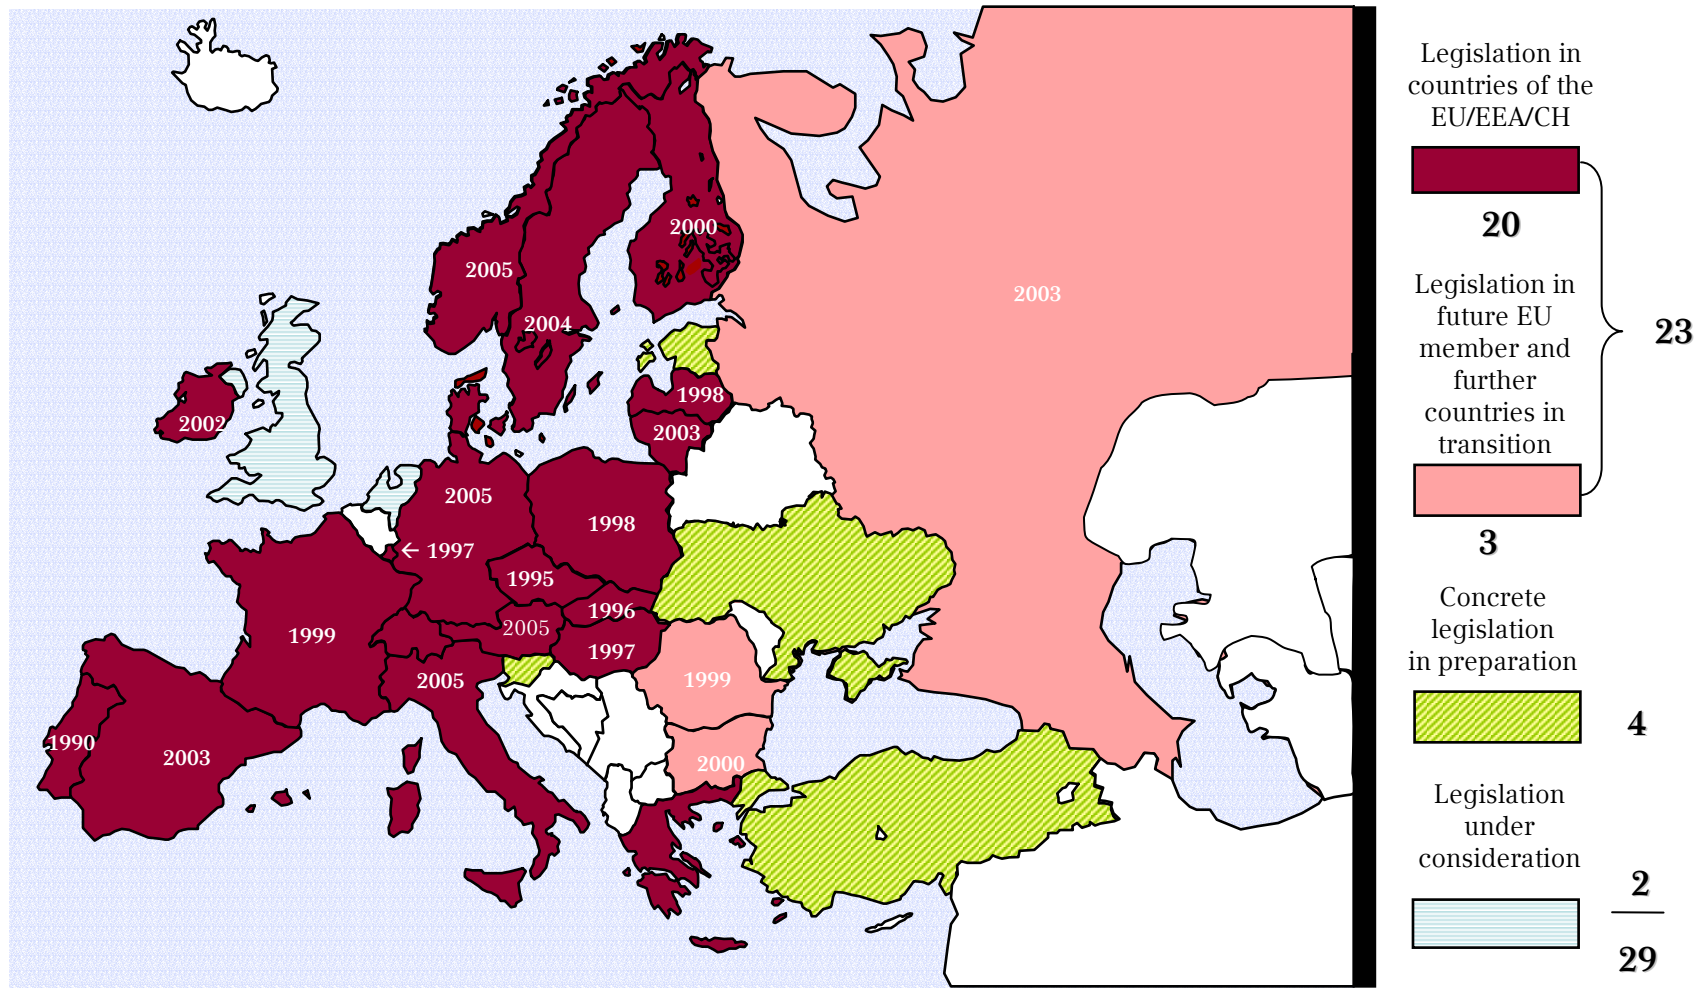 Legislation in
countries of the
EU/EEA/CH
20
Legislation in
future EU
member and
further
countries in
transition
3
23
Concrete
legislation
in preparation
4
Legislation
under
consideration
2
29
2000
2005
2003
2004
1998
2002
2003
2005
1998
← 1997
1995
1996
1999
2005
1997
2005
1999
1990
2003
2000